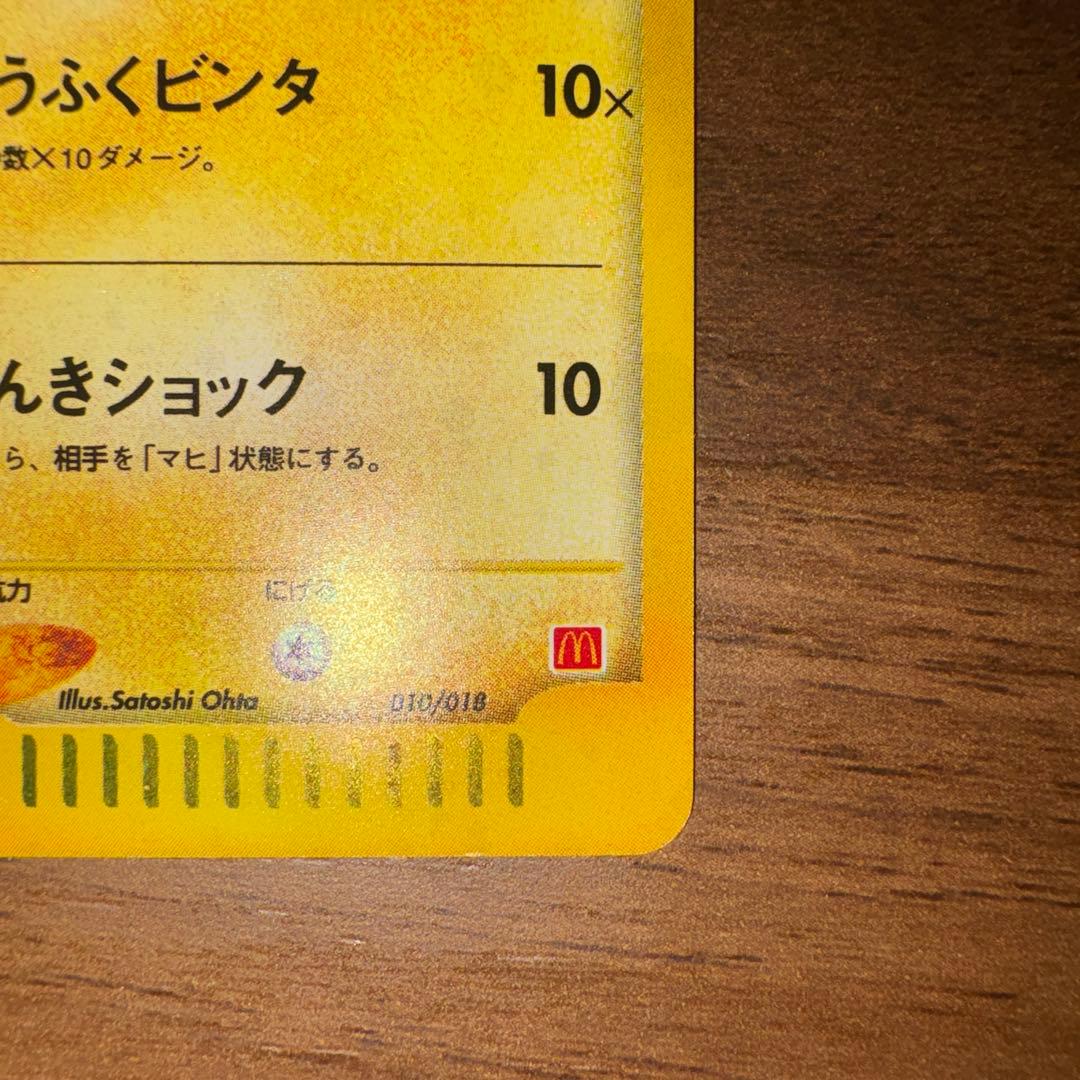 うふくビンタ 10×
数×10ダメージ。
んきショック 10
ら、相手を「マヒ」状態にする。
力 にげる
Illus.Satoshi Ohta 010/018